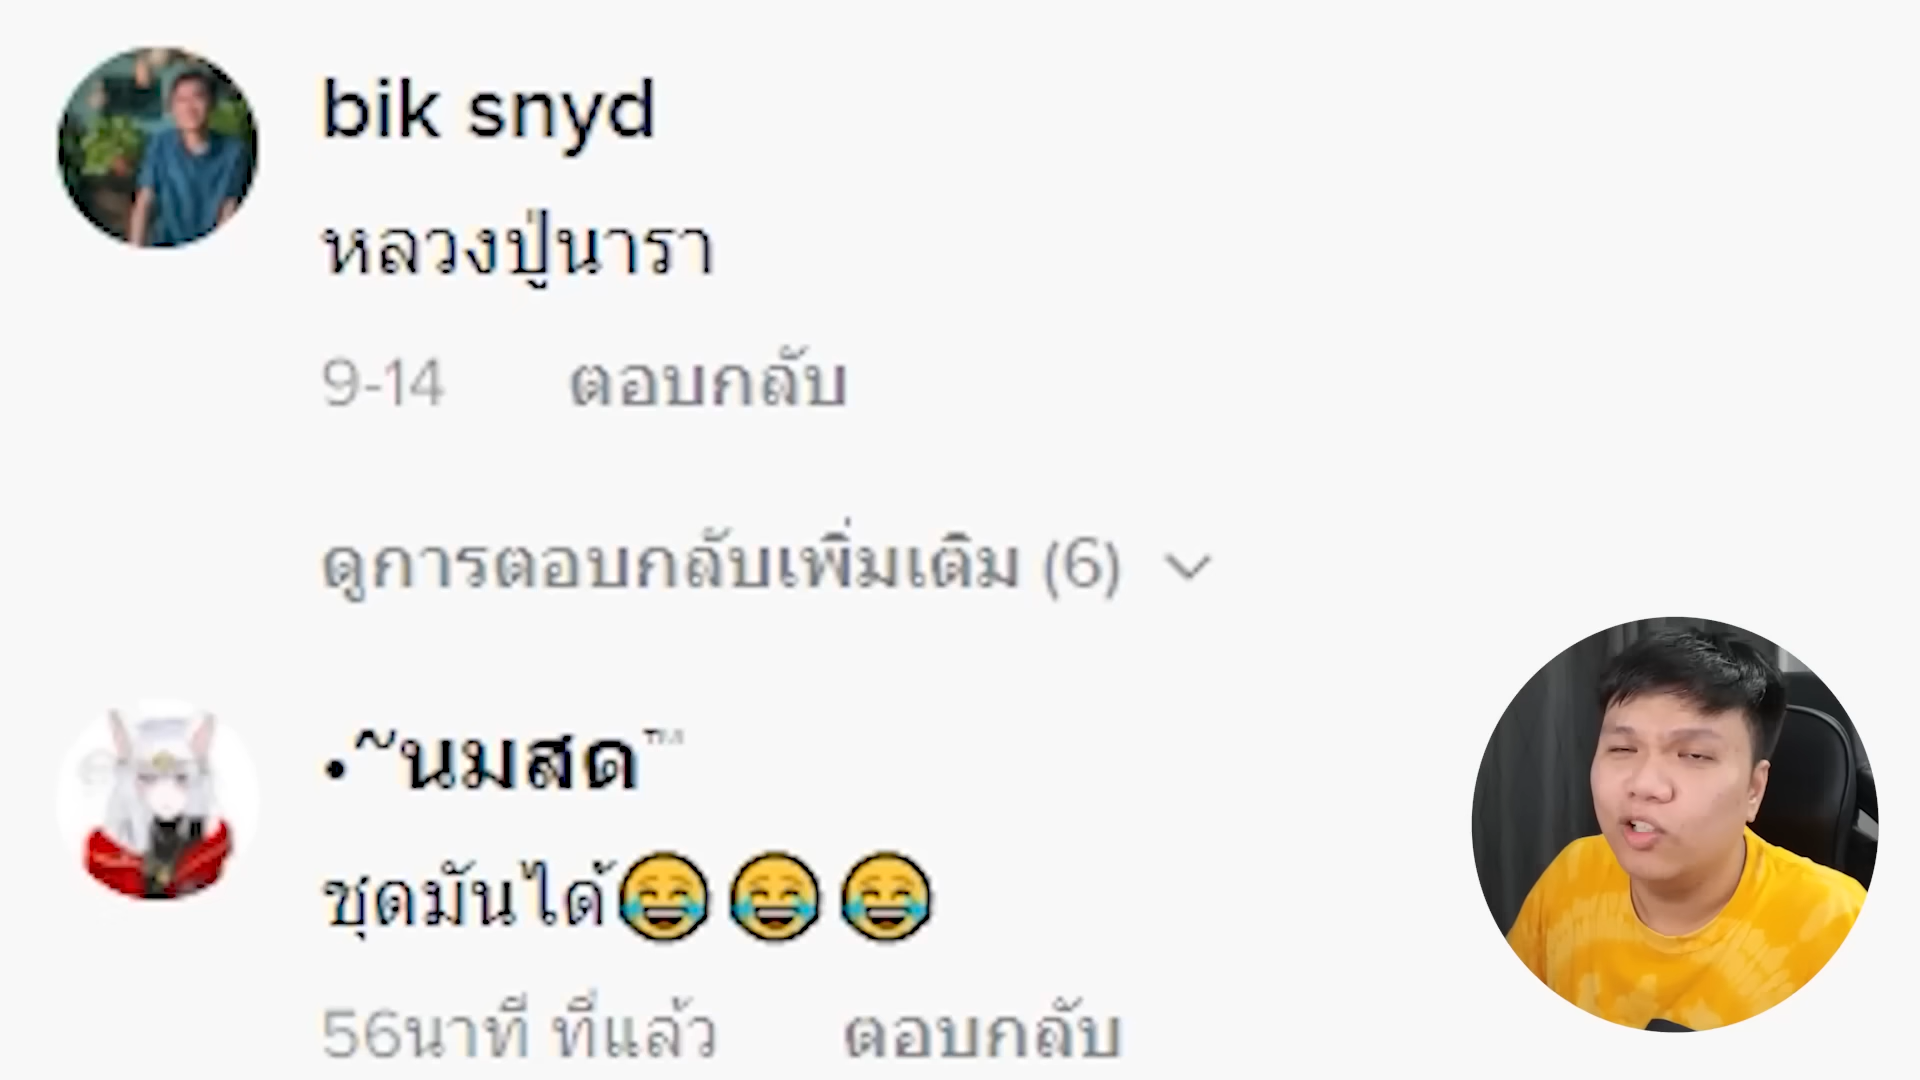 bik snyd
หลวงปู่นารา
9-14 ตอบกลับ
ดูการตอบกลับเพิ่มเติม (6)
•~นมสด™
ชุดมันได้😂😂😂
56นาที ที่แล้ว ตอบกลับ